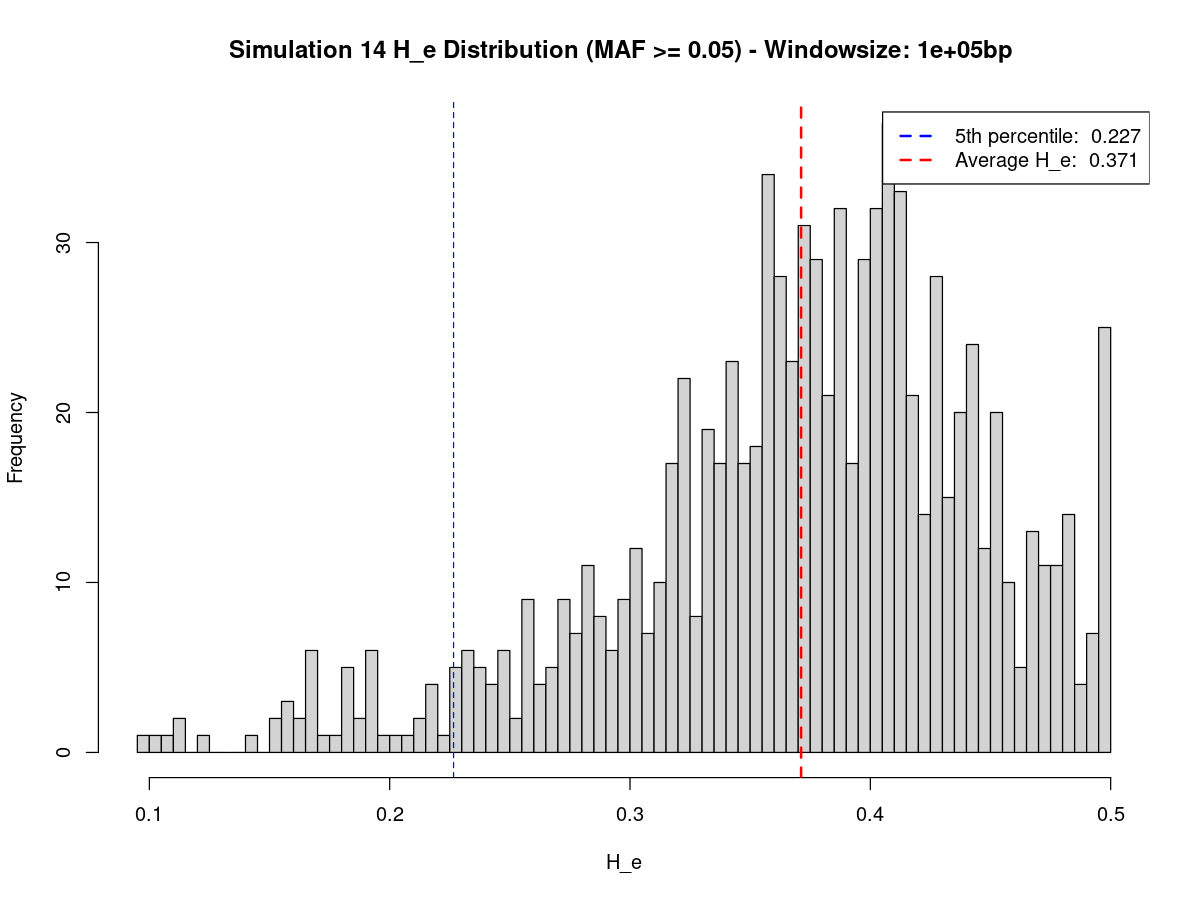 Simulation 14 H_e Distribution (MAF >= 0.05) - Windowsize: 1e+05bp
5th percentile:  0.227
Average H_e:  0.371
Frequency
30
20
10
0
0.1 0.2 0.3 0.4 0.5
H_e